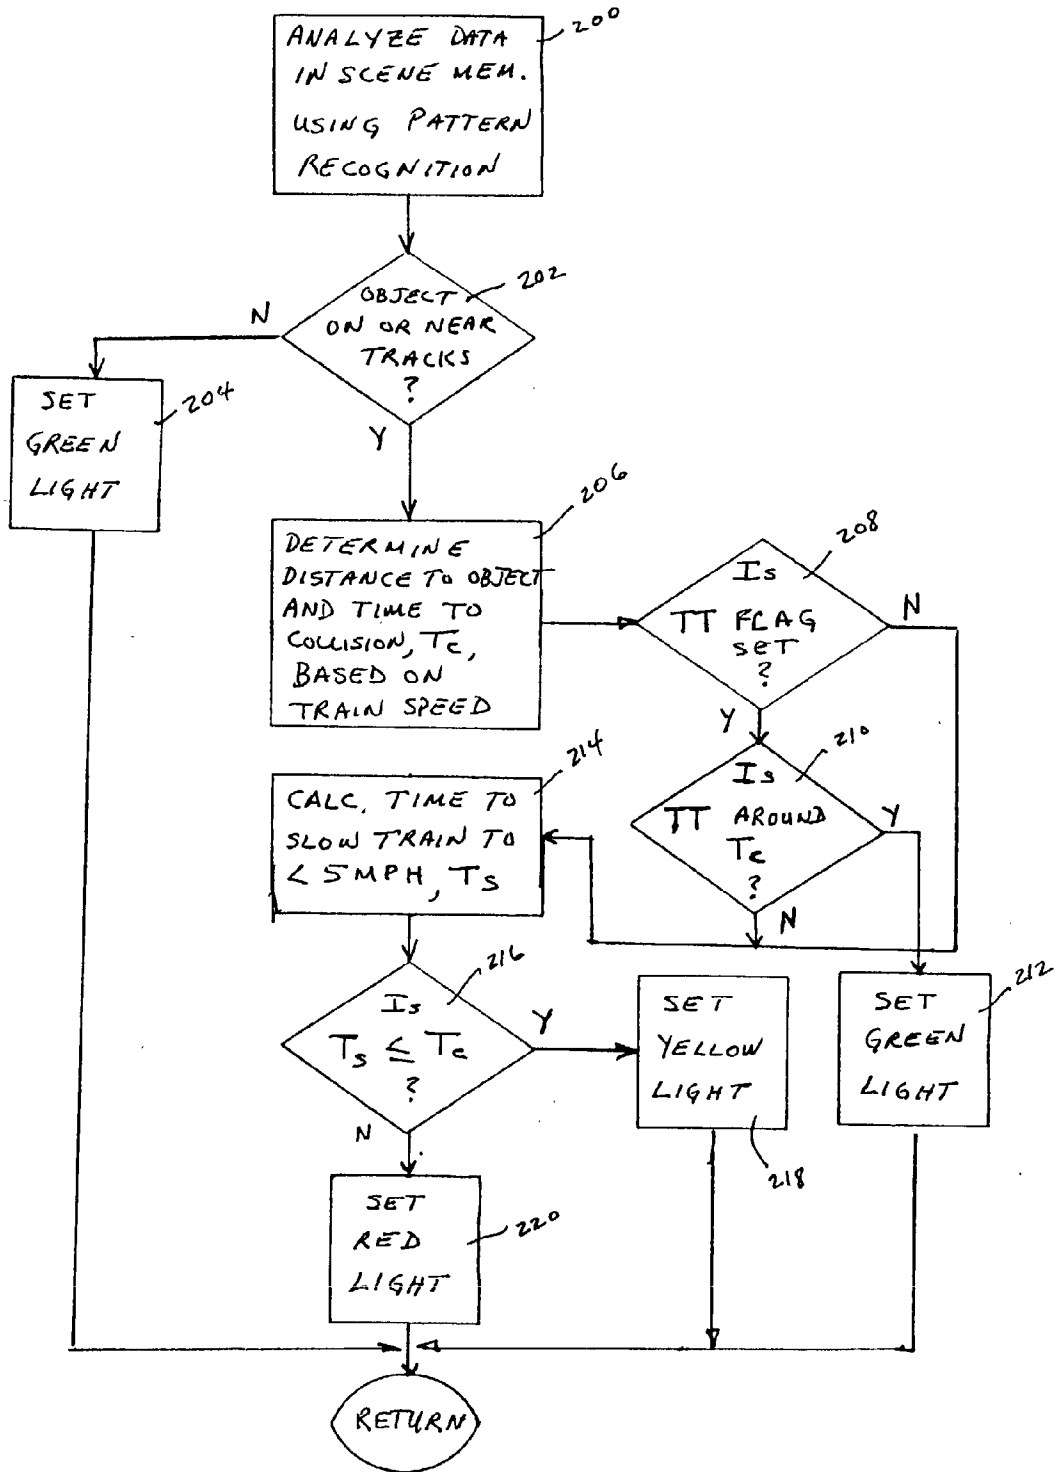 200
ANALYZE DATA
IN SCENE MEM.
USING PATTERN
RECOGNITION
202
OBJECT
ON OR NEAR
TRACKS
?
N
Y
204
SET
GREEN
LIGHT
206
DETERMINE
DISTANCE TO OBJECT
AND TIME TO
COLLISION, Tc,
BASED ON
TRAIN SPEED
208
Is
TT FLAG
SET
?
N
Y
210
Is
TT AROUND
Tc
?
Y
N
214
CALC. TIME TO
SLOW TRAIN TO
< 5MPH, Ts
216
Is
Ts ≤ Tc
?
Y
N
SET
YELLOW
LIGHT
218
212
SET
GREEN
LIGHT
220
SET
RED
LIGHT
RETURN